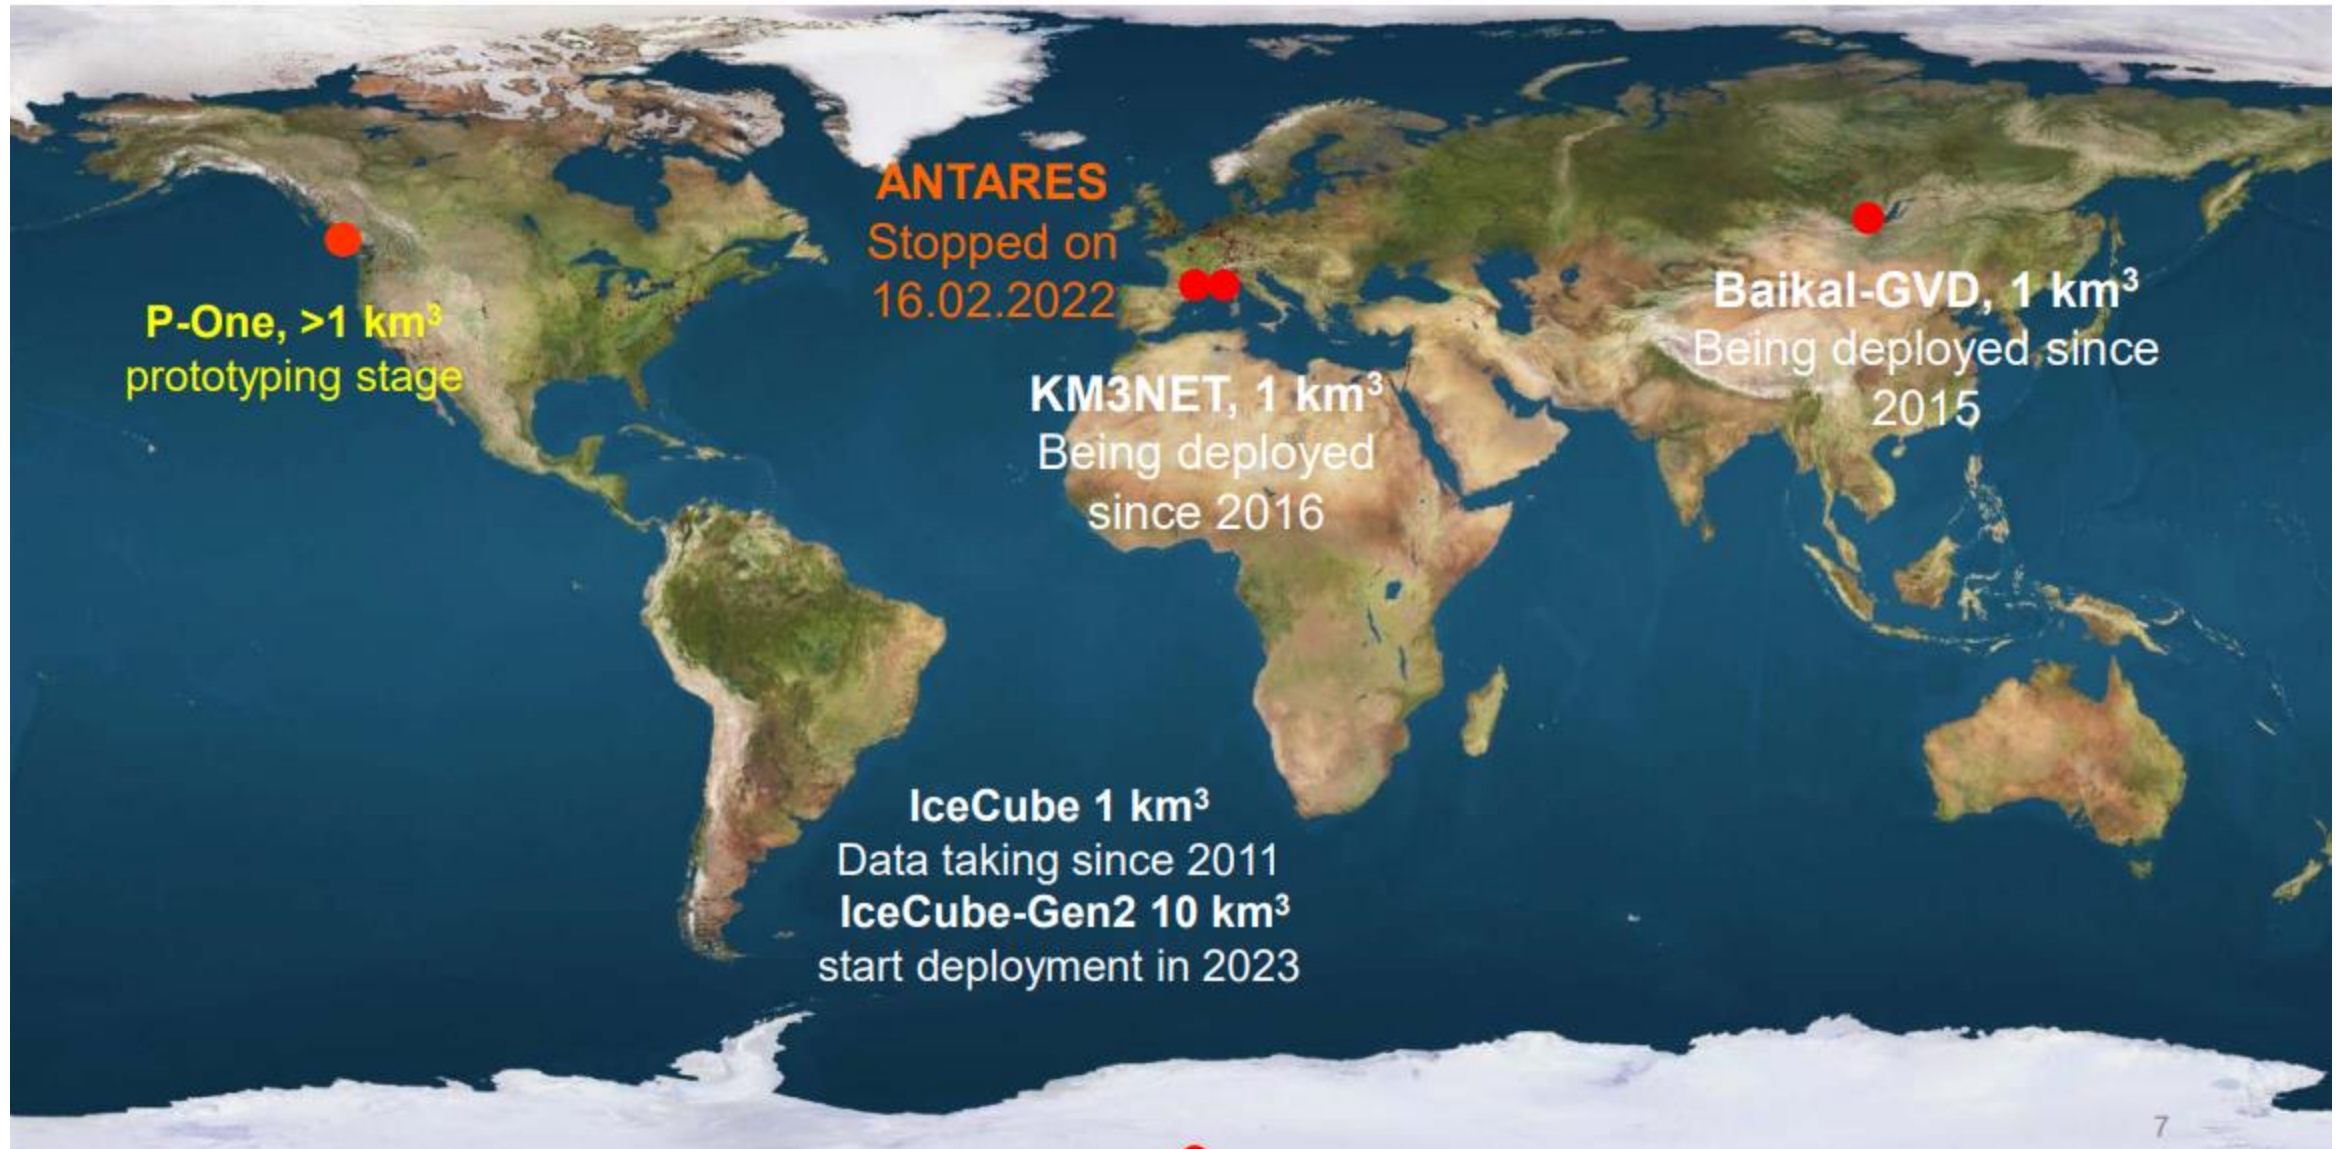 ANTARES
Stopped on
16.02.2022
P-One, >1 km³
prototyping stage
Baikal-GVD, 1 km³
Being deployed since
2015
KM3NET, 1 km³
Being deployed
since 2016
IceCube 1 km³
Data taking since 2011
IceCube-Gen2 10 km³
start deployment in 2023
7